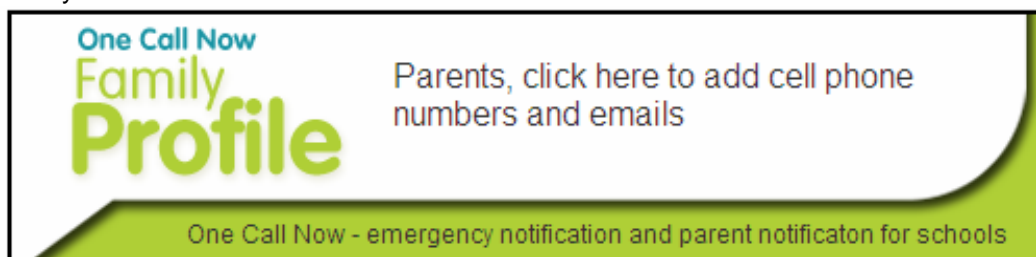 One Call Now
Family
Profile
Parents, click here to add cell phone
numbers and emails
One Call Now - emergency notification and parent notificaton for schools